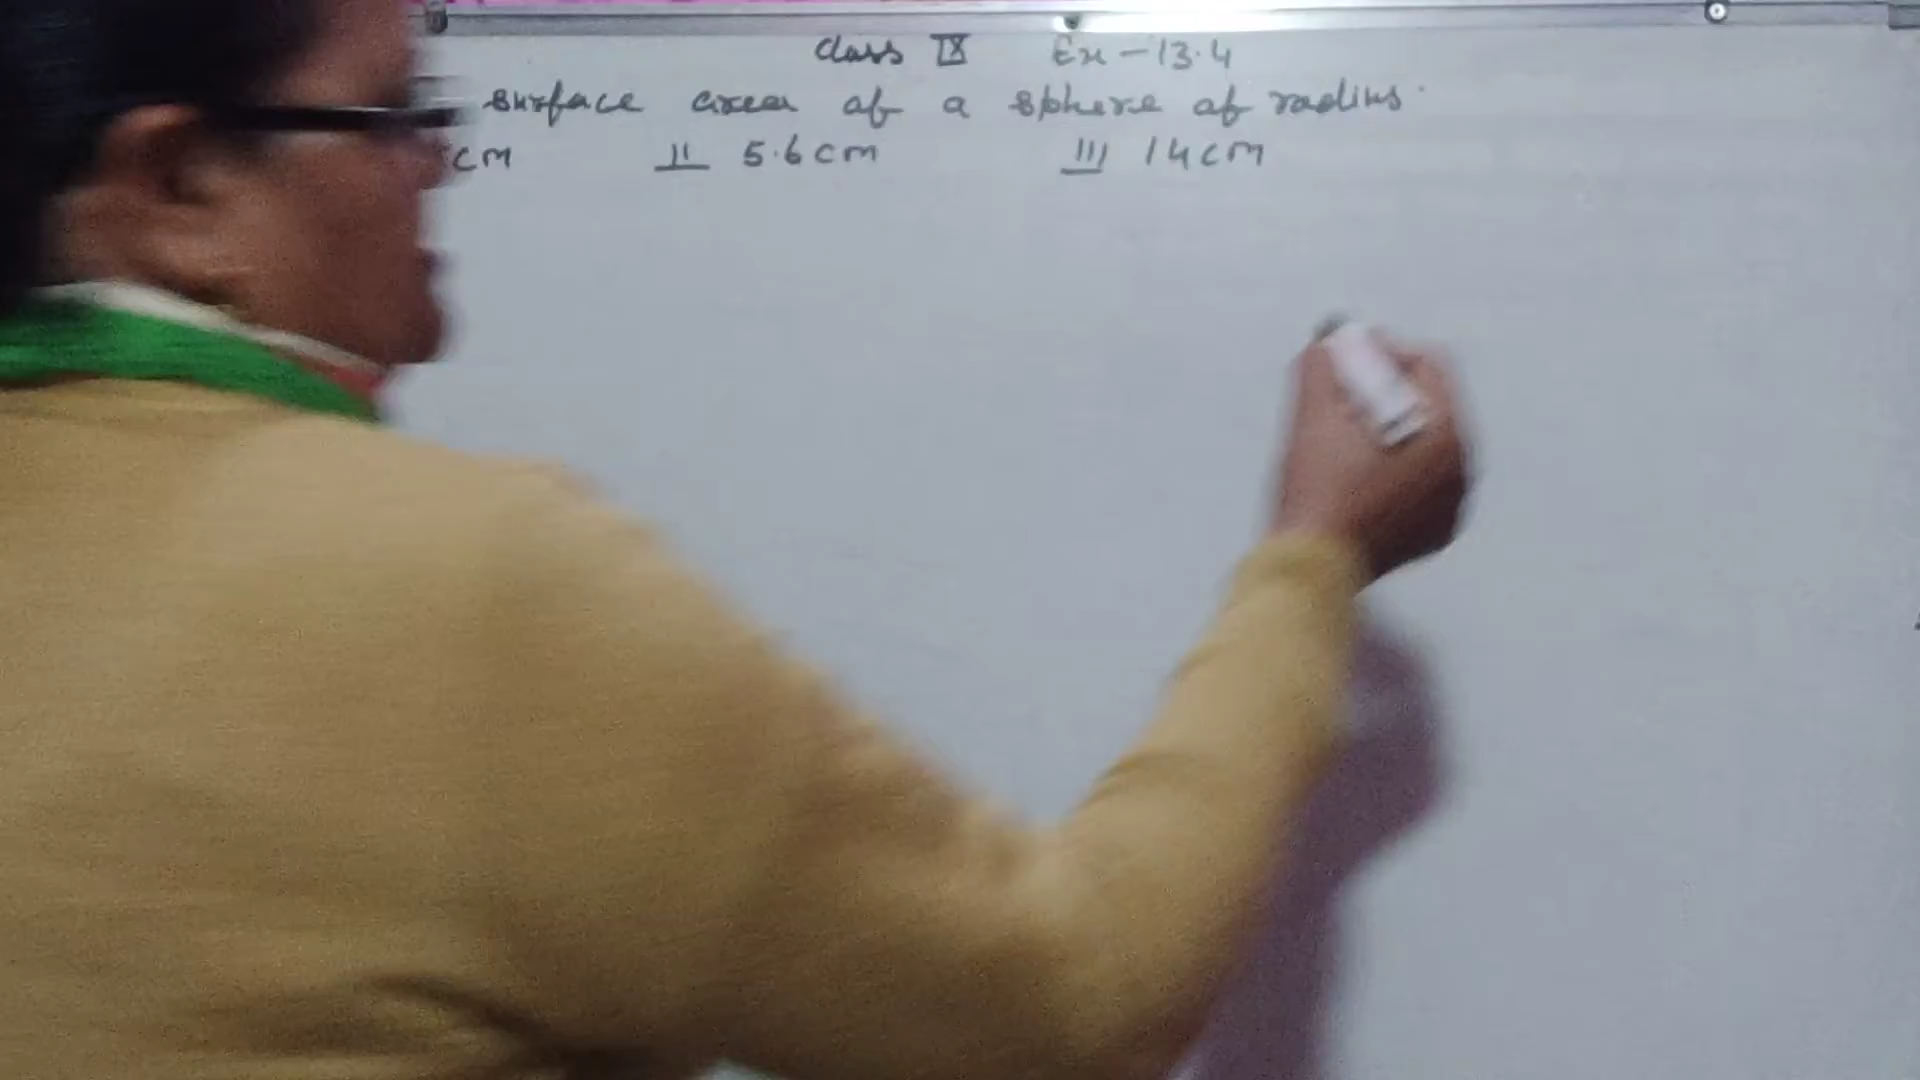 Class IX Ex-13.4
surface area of a sphere of radius.
cm II 5.6cm III 14cm